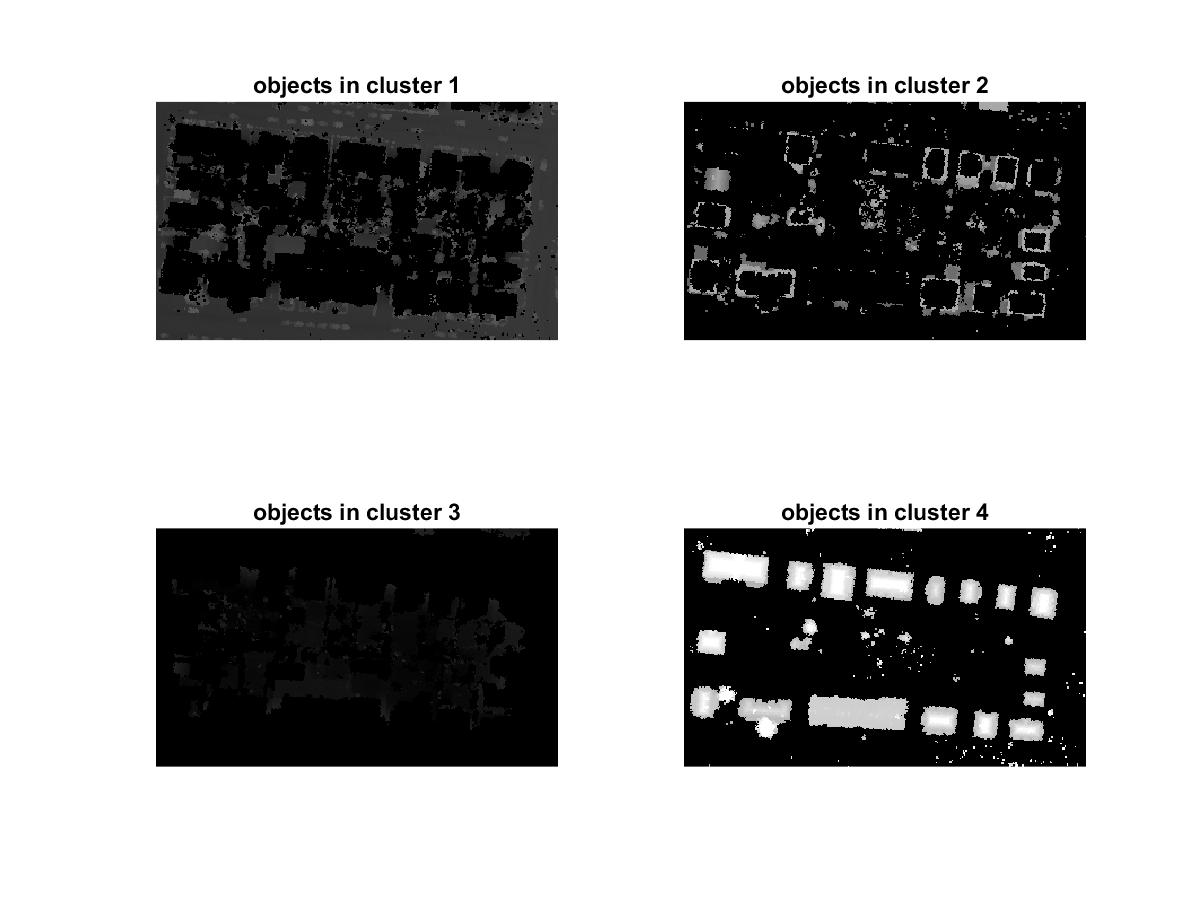 objects in cluster 1
objects in cluster 2
objects in cluster 3
objects in cluster 4